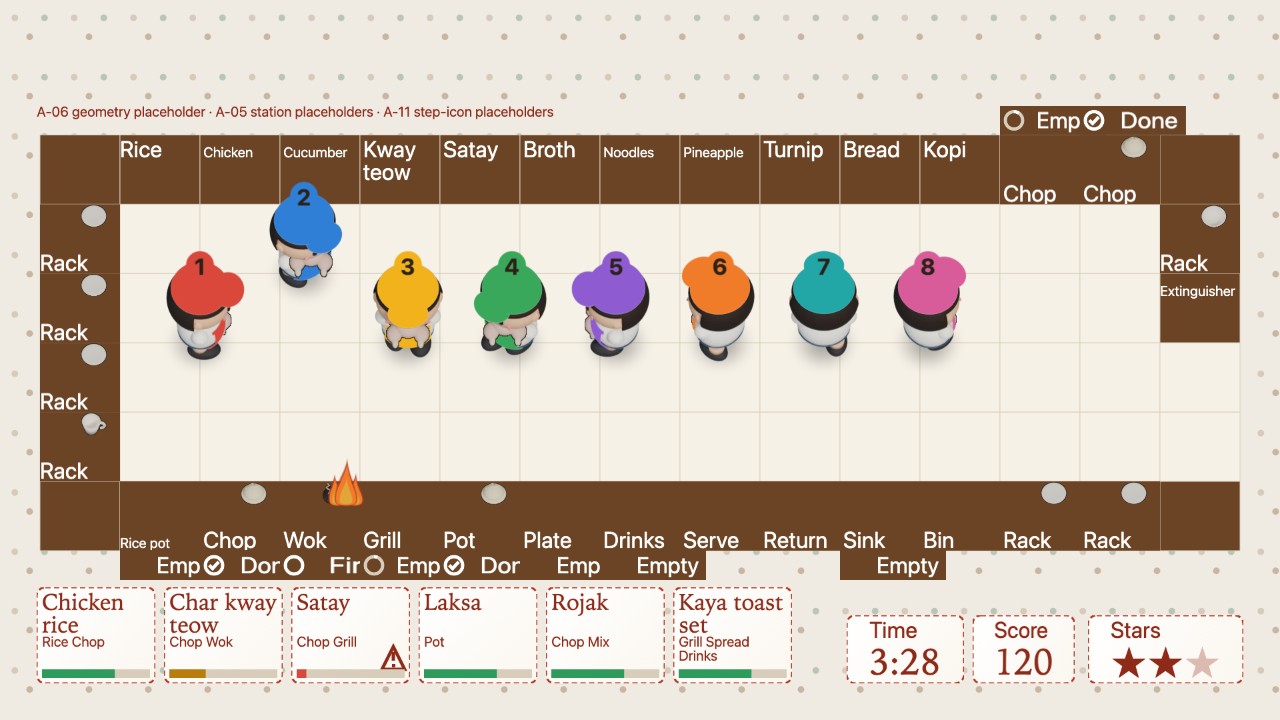 A-06 geometry placeholder · A-05 station placeholders · A-11 step-icon placeholders
Emp Done
Rice Chicken Cucumber Kway teow Satay Broth Noodles Pineapple Turnip Bread Kopi
Chop Chop
2
Rack Rack
1 3 4 5 6 7 8
Extinguisher
Rack
Rack
Rack
Rice pot Chop Wok Grill Pot Plate Drinks Serve Return Sink Bin Rack Rack
Emp Dor Fir Emp Dor Emp Empty Empty
Chicken rice
Rice Chop
Char kway teow
Chop Wok
Satay
Chop Grill
Laksa
Pot
Rojak
Chop Mix
Kaya toast set
Grill Spread
Drinks
Time
3:28
Score
120
Stars